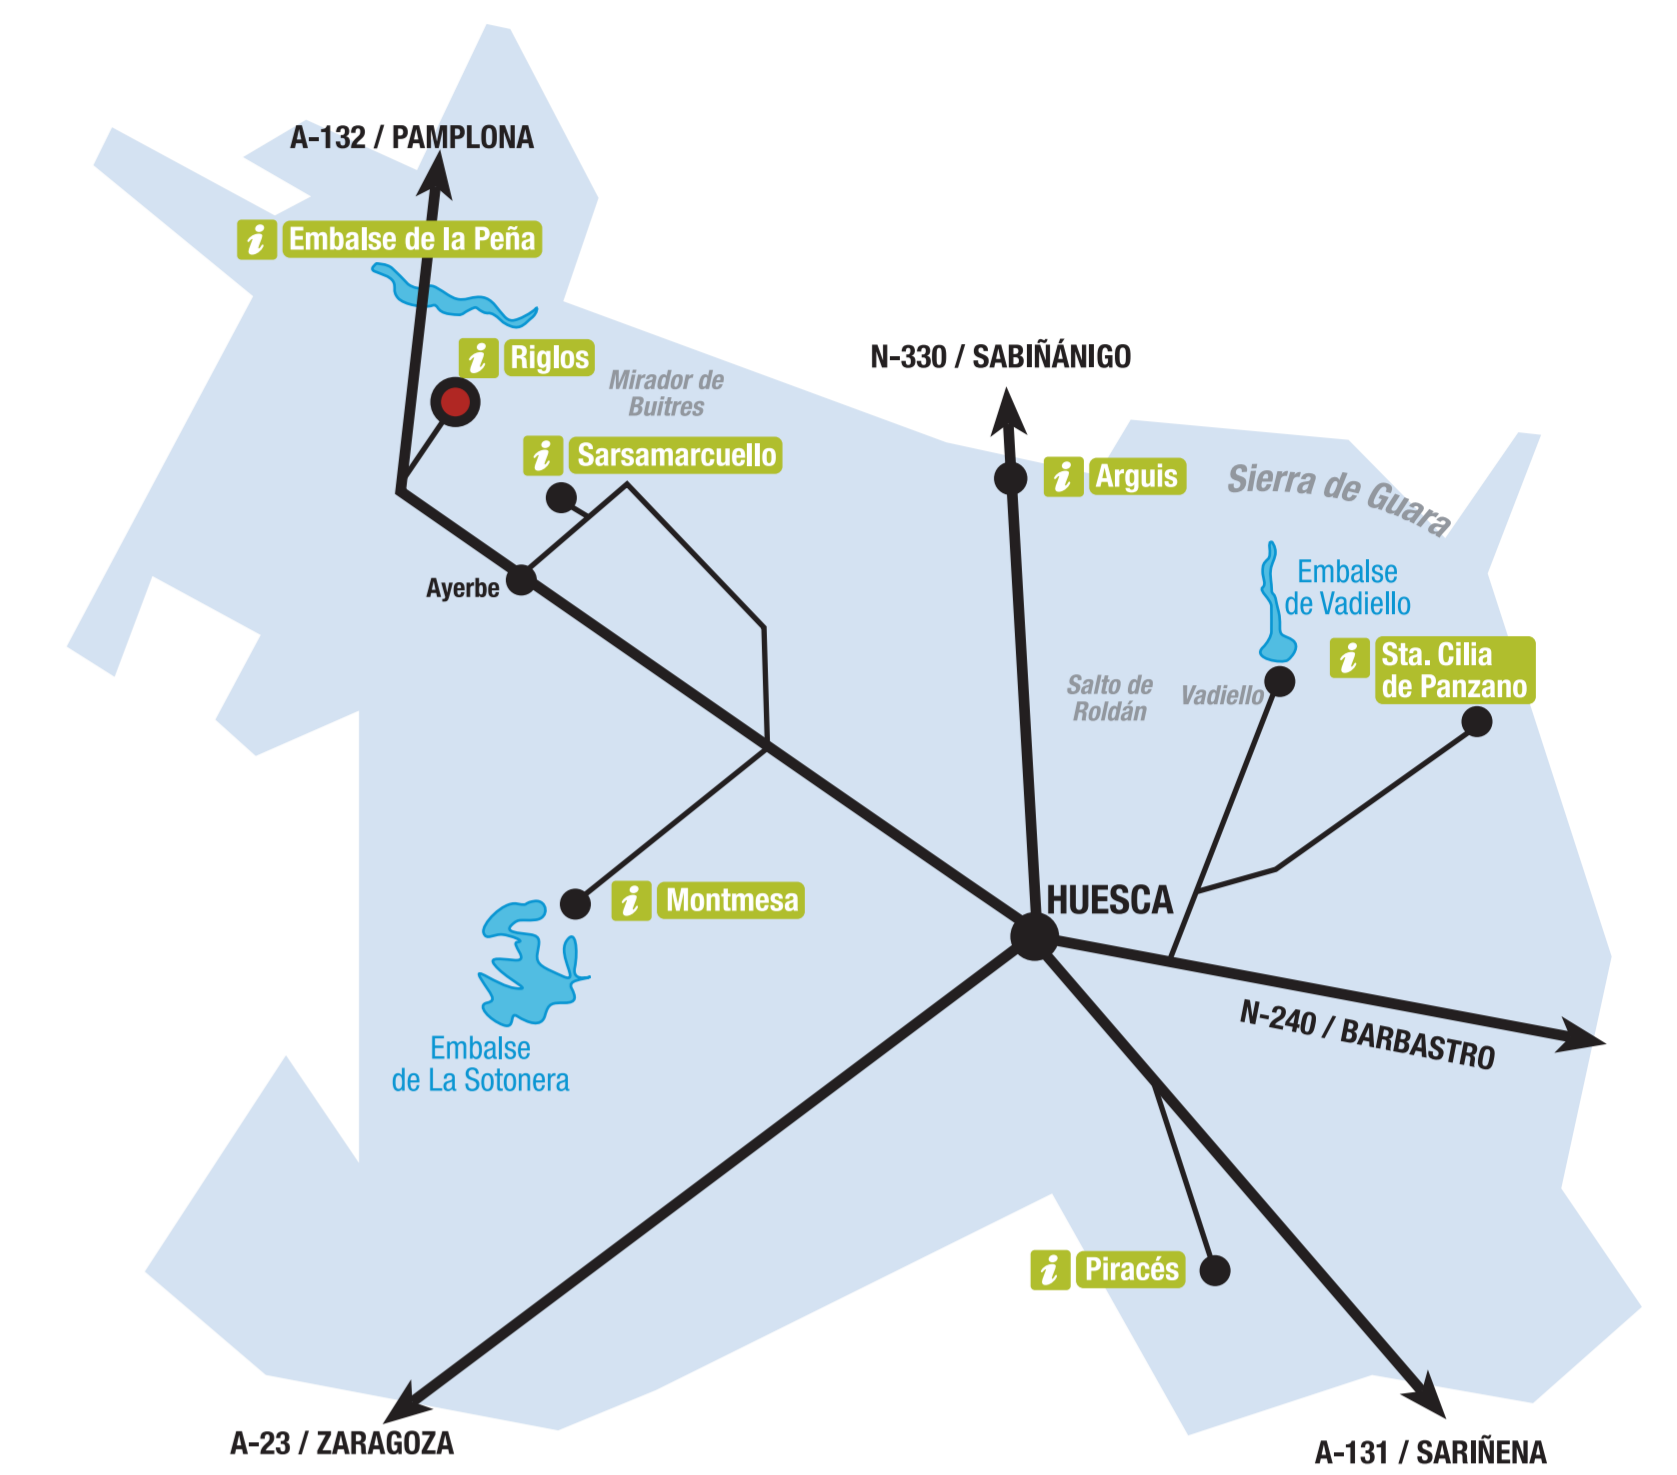 A-132 / PAMPLONA
i Embalse de la Peña
i Riglos
Mirador de
Buitres
N-330 / SABIÑÁNIGO
i Sarsamarcuello
i Arguis
Sierra de Guara
Ayerbe
Embalse
de Vadiello
i Sta. Cilia
de Panzano
Salto de
Roldán
Vadiello
i Montmesa
HUESCA
N-240 / BARBASTRO
Embalse
de La Sotonera
i Piracés
A-23 / ZARAGOZA
A-131 / SARIÑENA